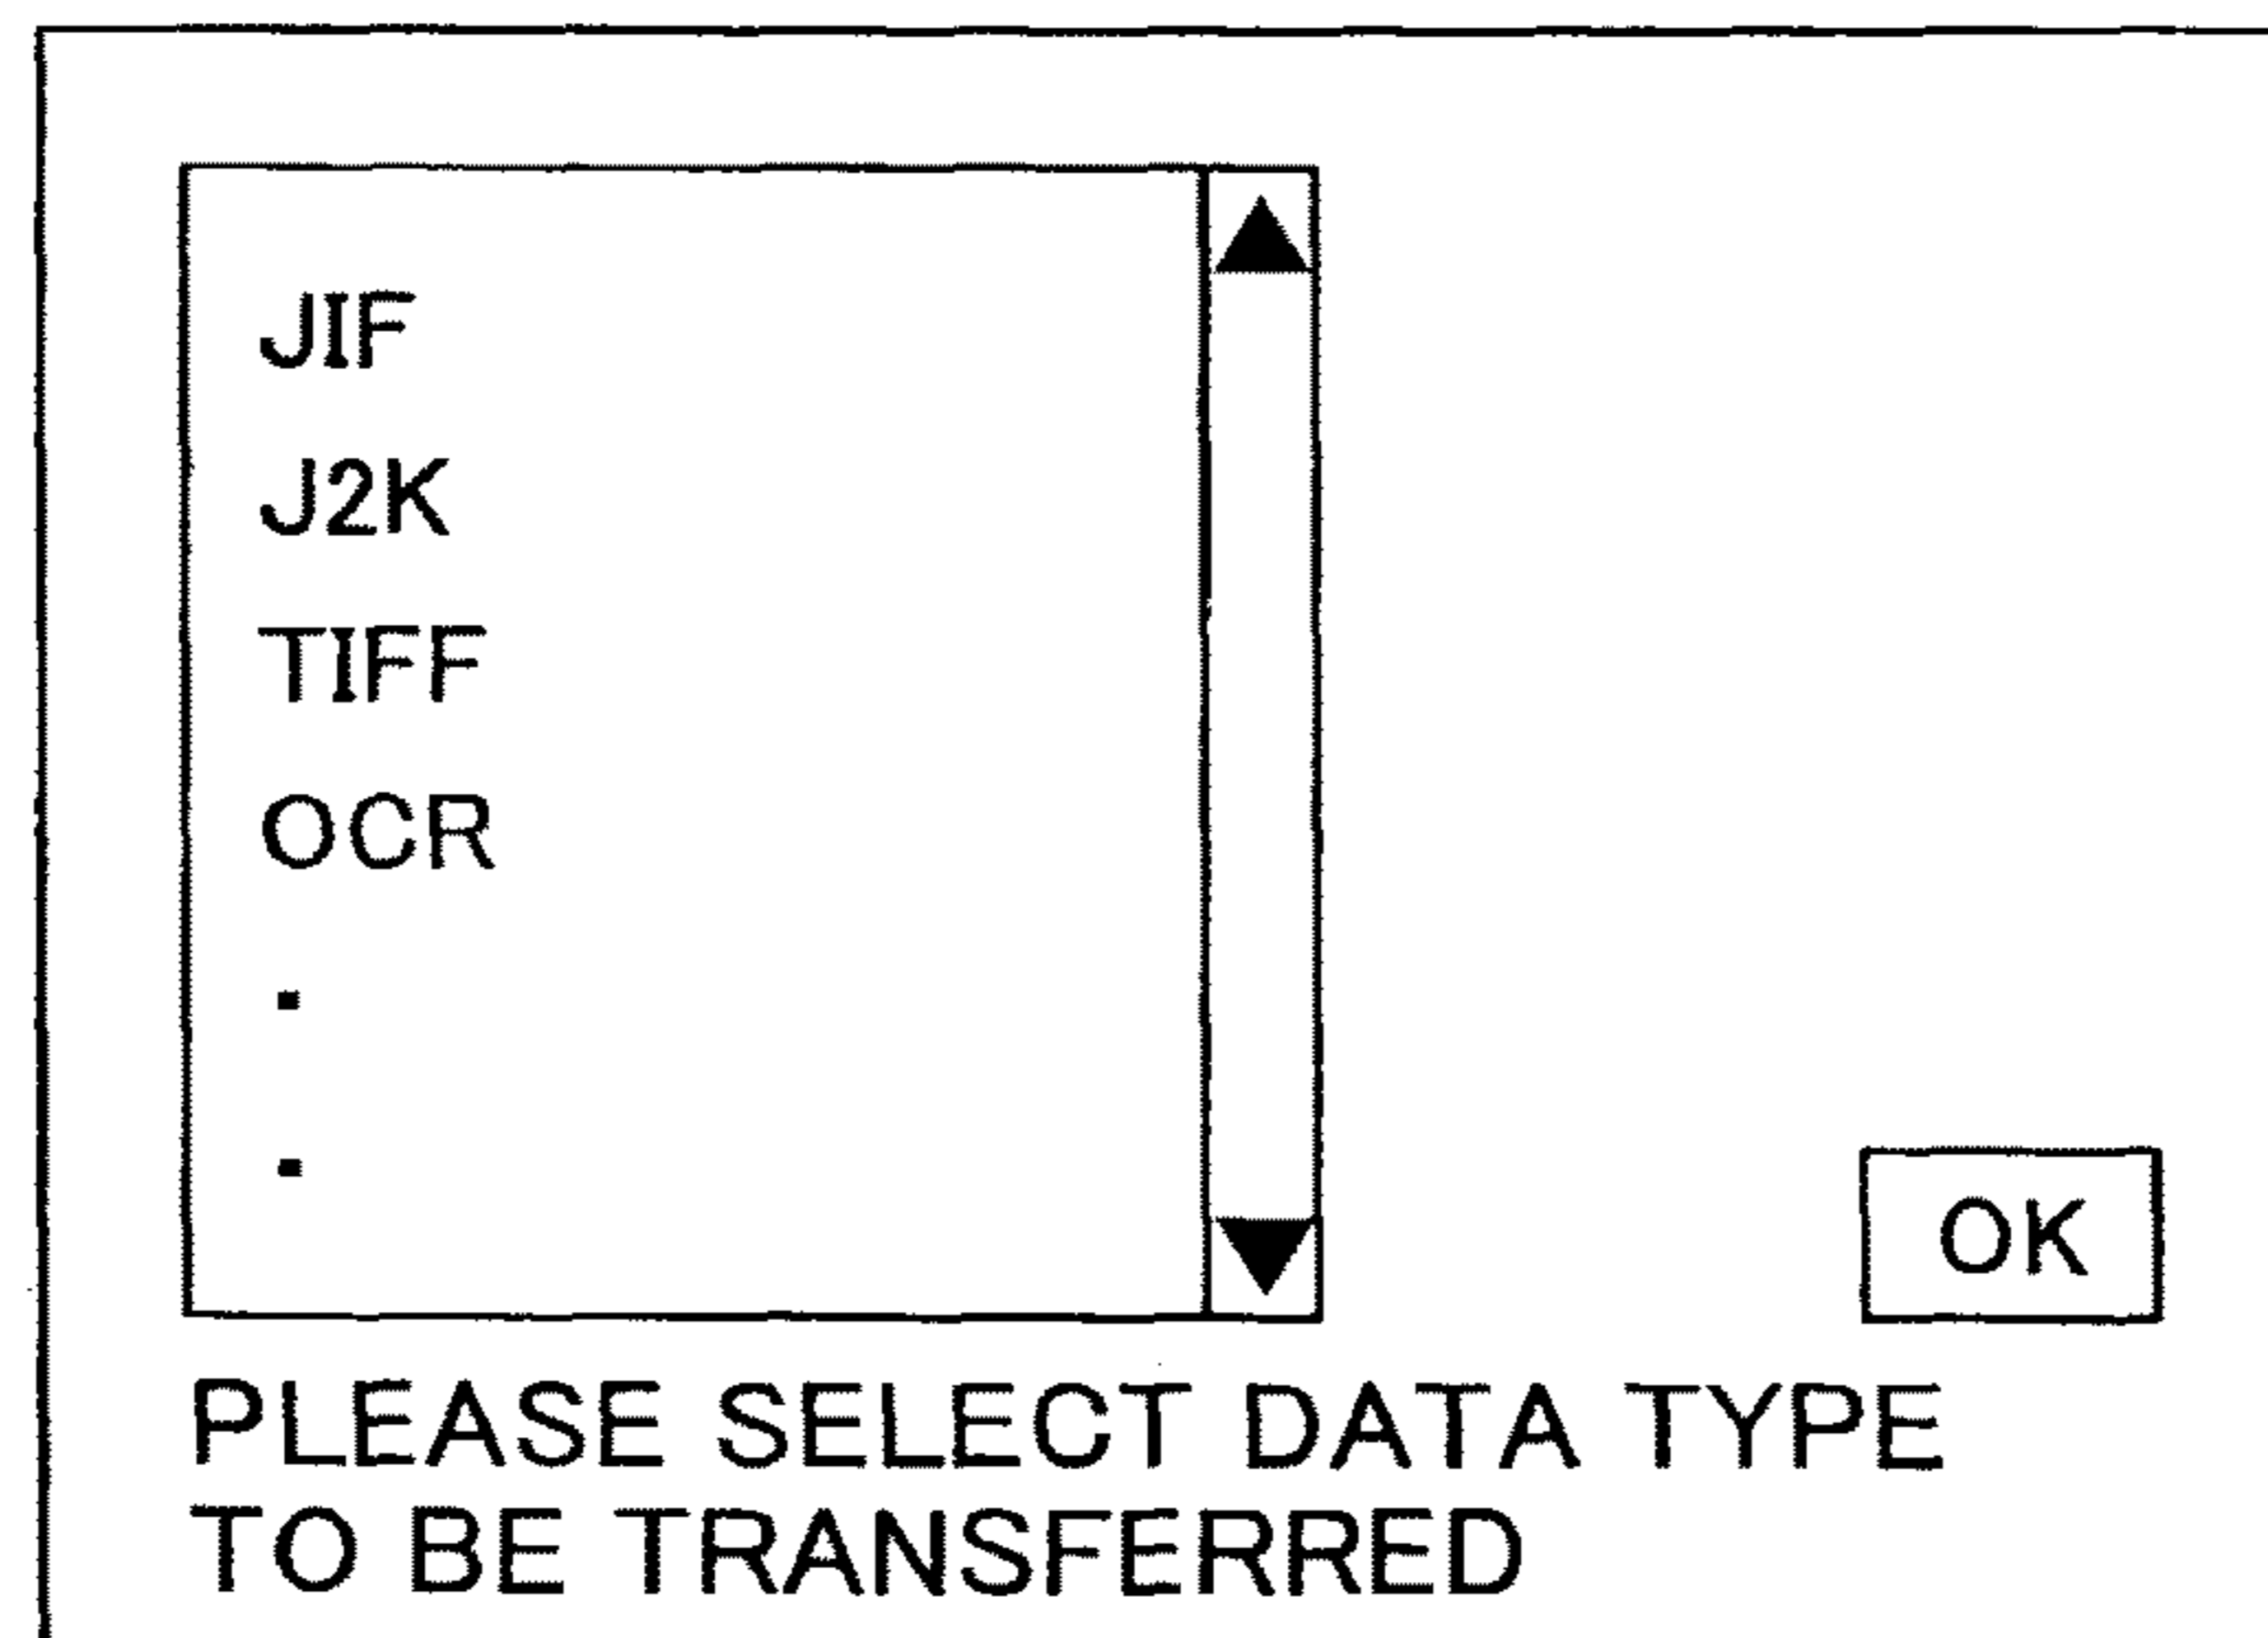 JIF
J2K
TIFF
OCR
.
.
OK
PLEASE SELECT DATA TYPE
TO BE TRANSFERRED